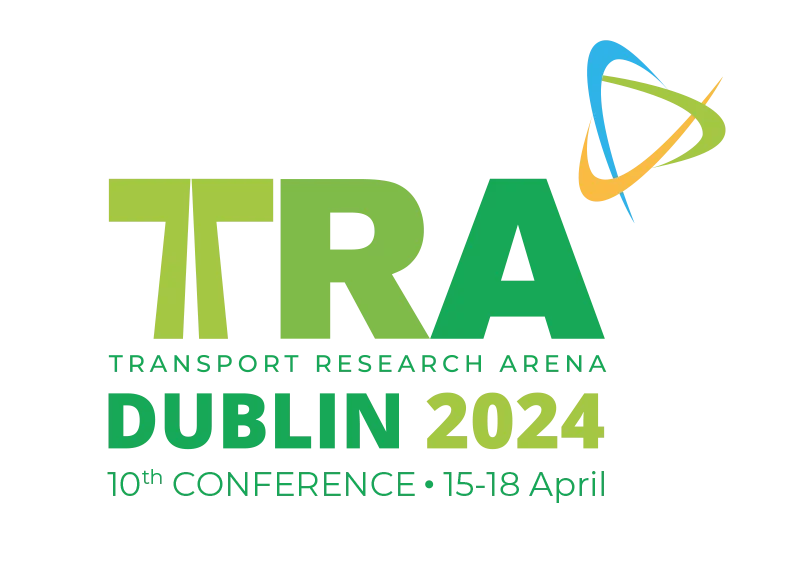 TRA
TRANSPORT RESEARCH ARENA
DUBLIN 2024
10th CONFERENCE • 15-18 April